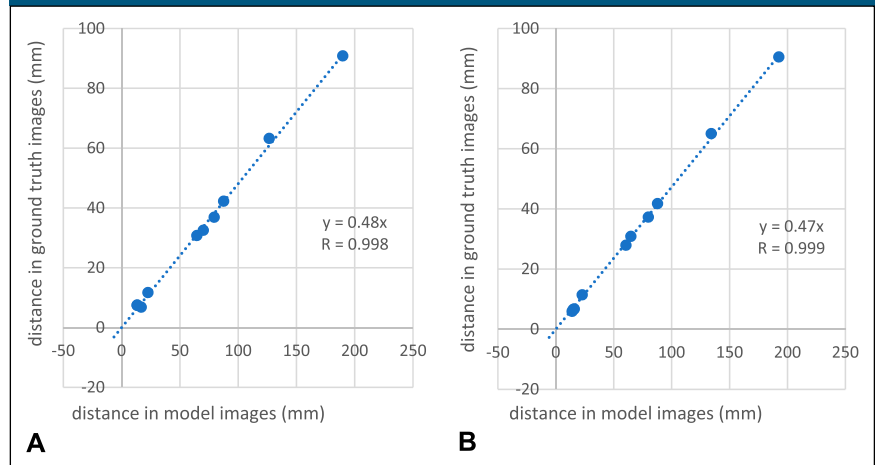 100
80
60
40
20
0
-20
-50
0
50
100
150
200
250
distance in ground truth images (mm)
distance in model images (mm)
y = 0.48x
R = 0.998
A
100
80
60
40
20
0
-20
-50
0
50
100
150
200
250
distance in ground truth images (mm)
distance in model images (mm)
y = 0.47x
R = 0.999
B